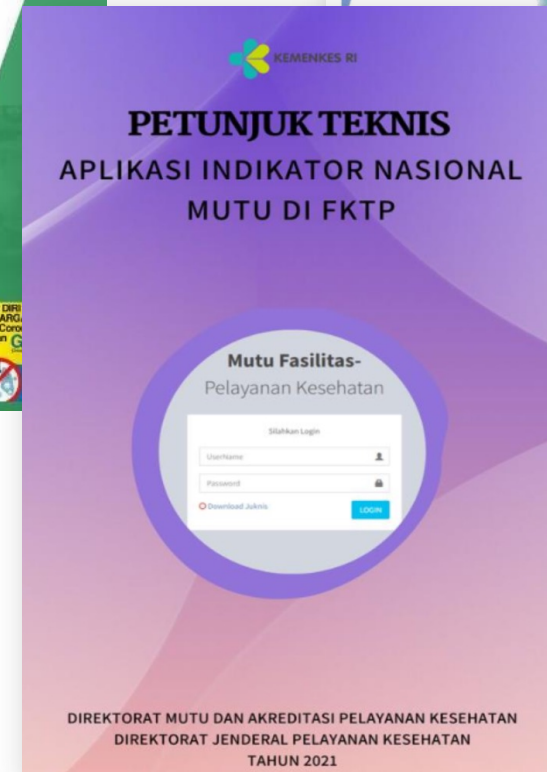 KEMENKES RI
PETUNJUK TEKNIS
APLIKASI INDIKATOR NASIONAL
MUTU DI FKTP
DIRI
Mutu Fasilitas-
Pelayanan Kesehatan
Silahkan Login
UserName
Password
Download Juknis
LOGIN
DIREKTORAT MUTU DAN AKREDITASI PELAYANAN KESEHATAN
DIREKTORAT JENDERAL PELAYANAN KESEHATAN
TAHUN 2021